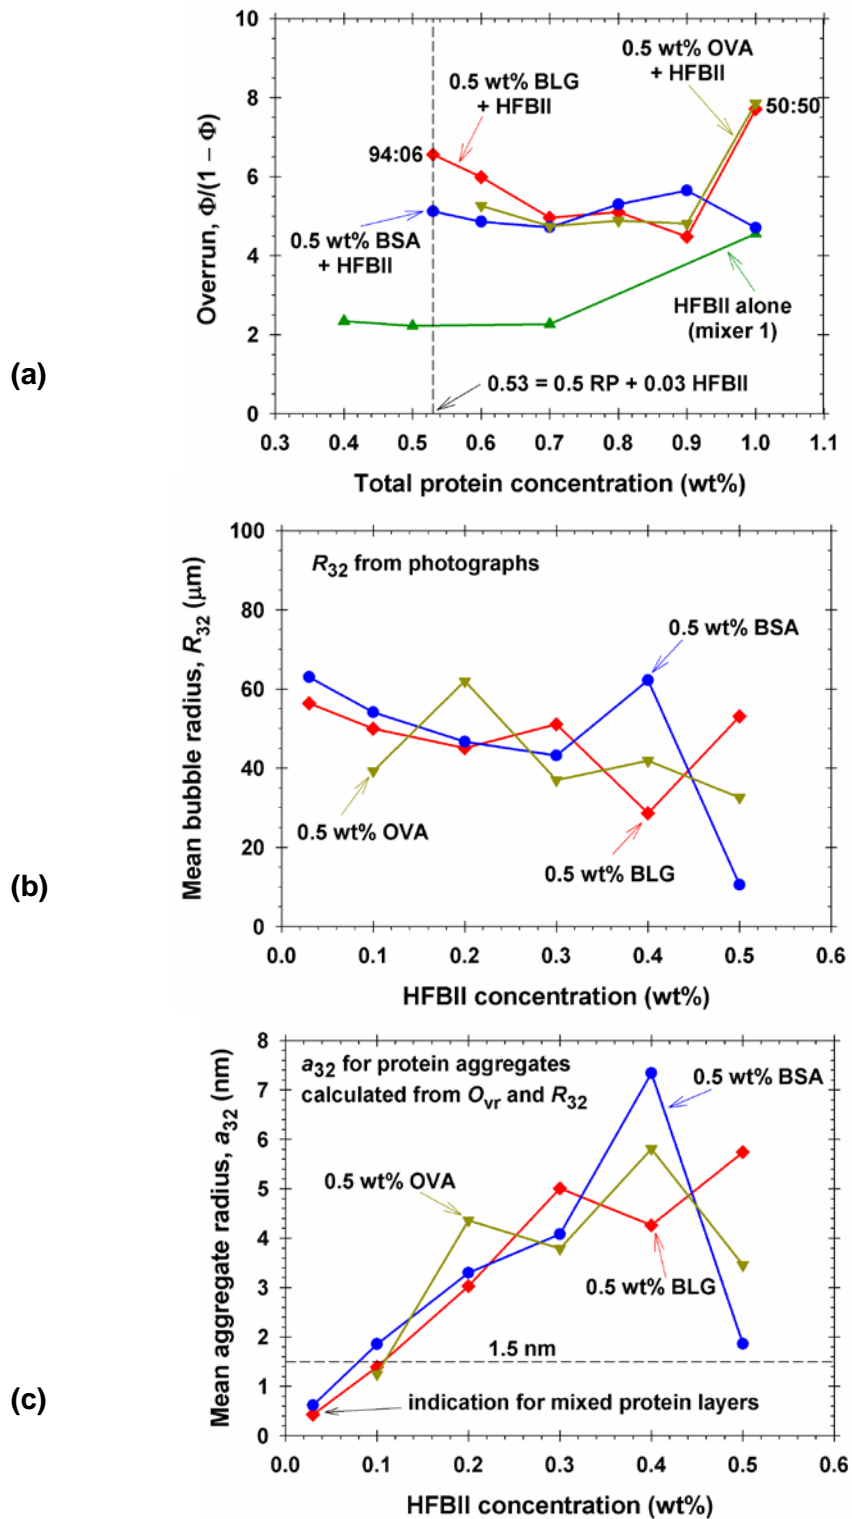 (a)
Overrun, Φ/(1 − Φ)
10
8
6
4
2
0
0.5 wt% BLG
+ HFBII
0.5 wt% OVA
+ HFBII
94:06
50:50
0.5 wt% BSA
+ HFBII
HFBII alone
(mixer 1)
0.53 = 0.5 RP + 0.03 HFBII
0.3 0.4 0.5 0.6 0.7 0.8 0.9 1.0 1.1
Total protein concentration (wt%)
(b)
Mean bubble radius, R32 (μm)
100
80
60
40
20
0
R32 from photographs
0.5 wt% BSA
0.5 wt% OVA
0.5 wt% BLG
0.0 0.1 0.2 0.3 0.4 0.5 0.6
HFBII concentration (wt%)
(c)
Mean aggregate radius, a32 (nm)
8
7
6
5
4
3
2
1
0
a32 for protein aggregates
calculated from Ovr and R32
0.5 wt% BSA
0.5 wt% OVA
0.5 wt% BLG
1.5 nm
indication for mixed protein layers
0.0 0.1 0.2 0.3 0.4 0.5 0.6
HFBII concentration (wt%)